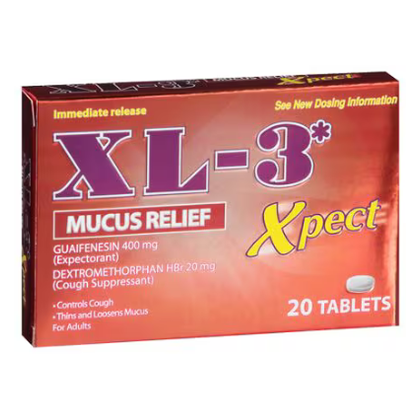 Immediate release
See New Dosing Information
XL-3*
MUCUS RELIEF
Xpect
GUAIFENESIN 400 mg
(Expectorant)
DEXTROMETHORPHAN HBr 20 mg
(Cough Suppressant)
• Controls Cough
• Thins and Loosens Mucus
For Adults
20 TABLETS